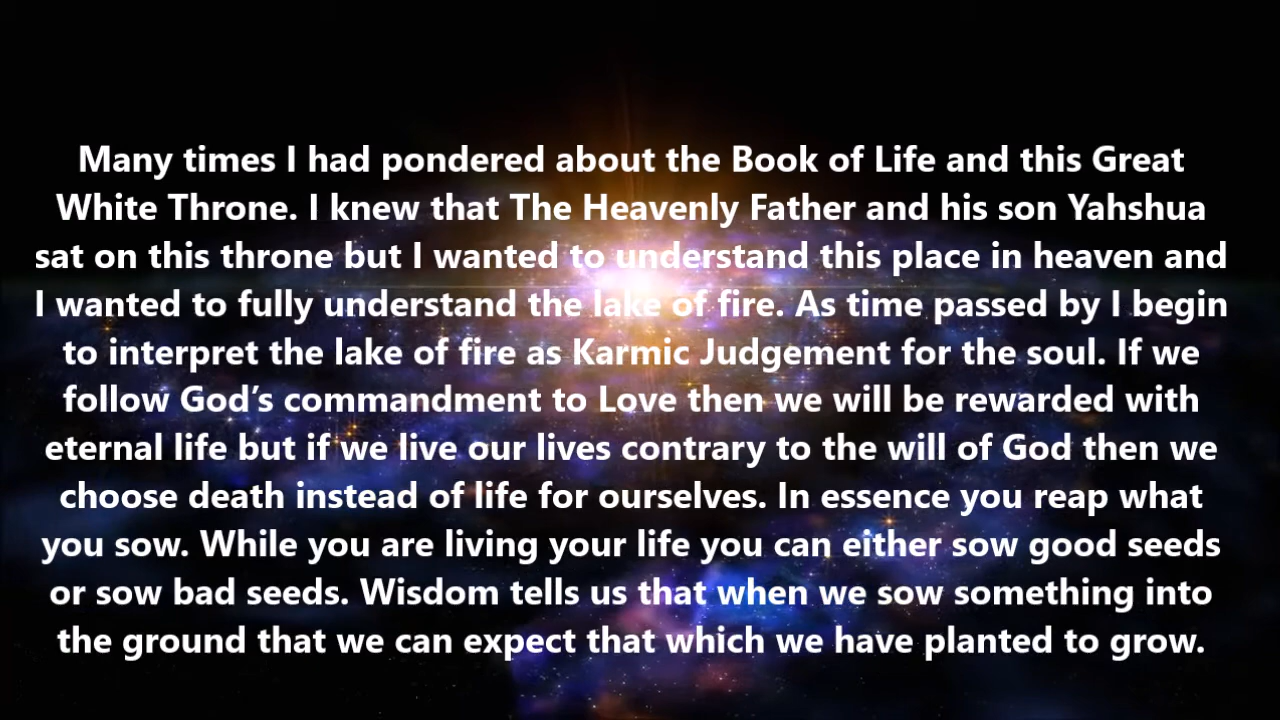 Many times I had pondered about the Book of Life and this Great
White Throne. I knew that The Heavenly Father and his son Yahshua
sat on this throne but I wanted to understand this place in heaven and
I wanted to fully understand the lake of fire. As time passed by I begin
to interpret the lake of fire as Karmic Judgement for the soul. If we
follow God’s commandment to Love then we will be rewarded with
eternal life but if we live our lives contrary to the will of God then we
choose death instead of life for ourselves. In essence you reap what
you sow. While you are living your life you can either sow good seeds
or sow bad seeds. Wisdom tells us that when we sow something into
the ground that we can expect that which we have planted to grow.